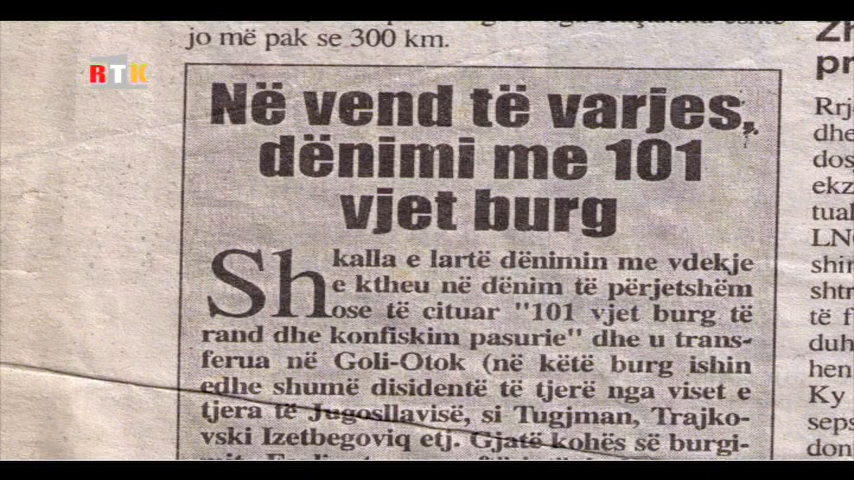 jo më pak se 300 km.
RTK
Në vend të varjes,
dënimi me 101
vjet burg
Shkalla e lartë dënimin me vdekje
e ktheu në dënim të përjetshëm
ose të cituar "101 vjet burg të
rand dhe konfiskim pasurie" dhe u trans-
ferua në Goli-Otok (në këtë burg ishin
edhe shumë disidentë të tjerë nga viset e
tjera të Jugosllavisë, si Tugjman, Trajko-
vski Izetbegoviq etj. Gjatë kohës së burgi-
Zh
pr
Rrj
dhe
dos
ekz
tual
LN
shin
shtr
të f
duh
hen
Ky
seps
don